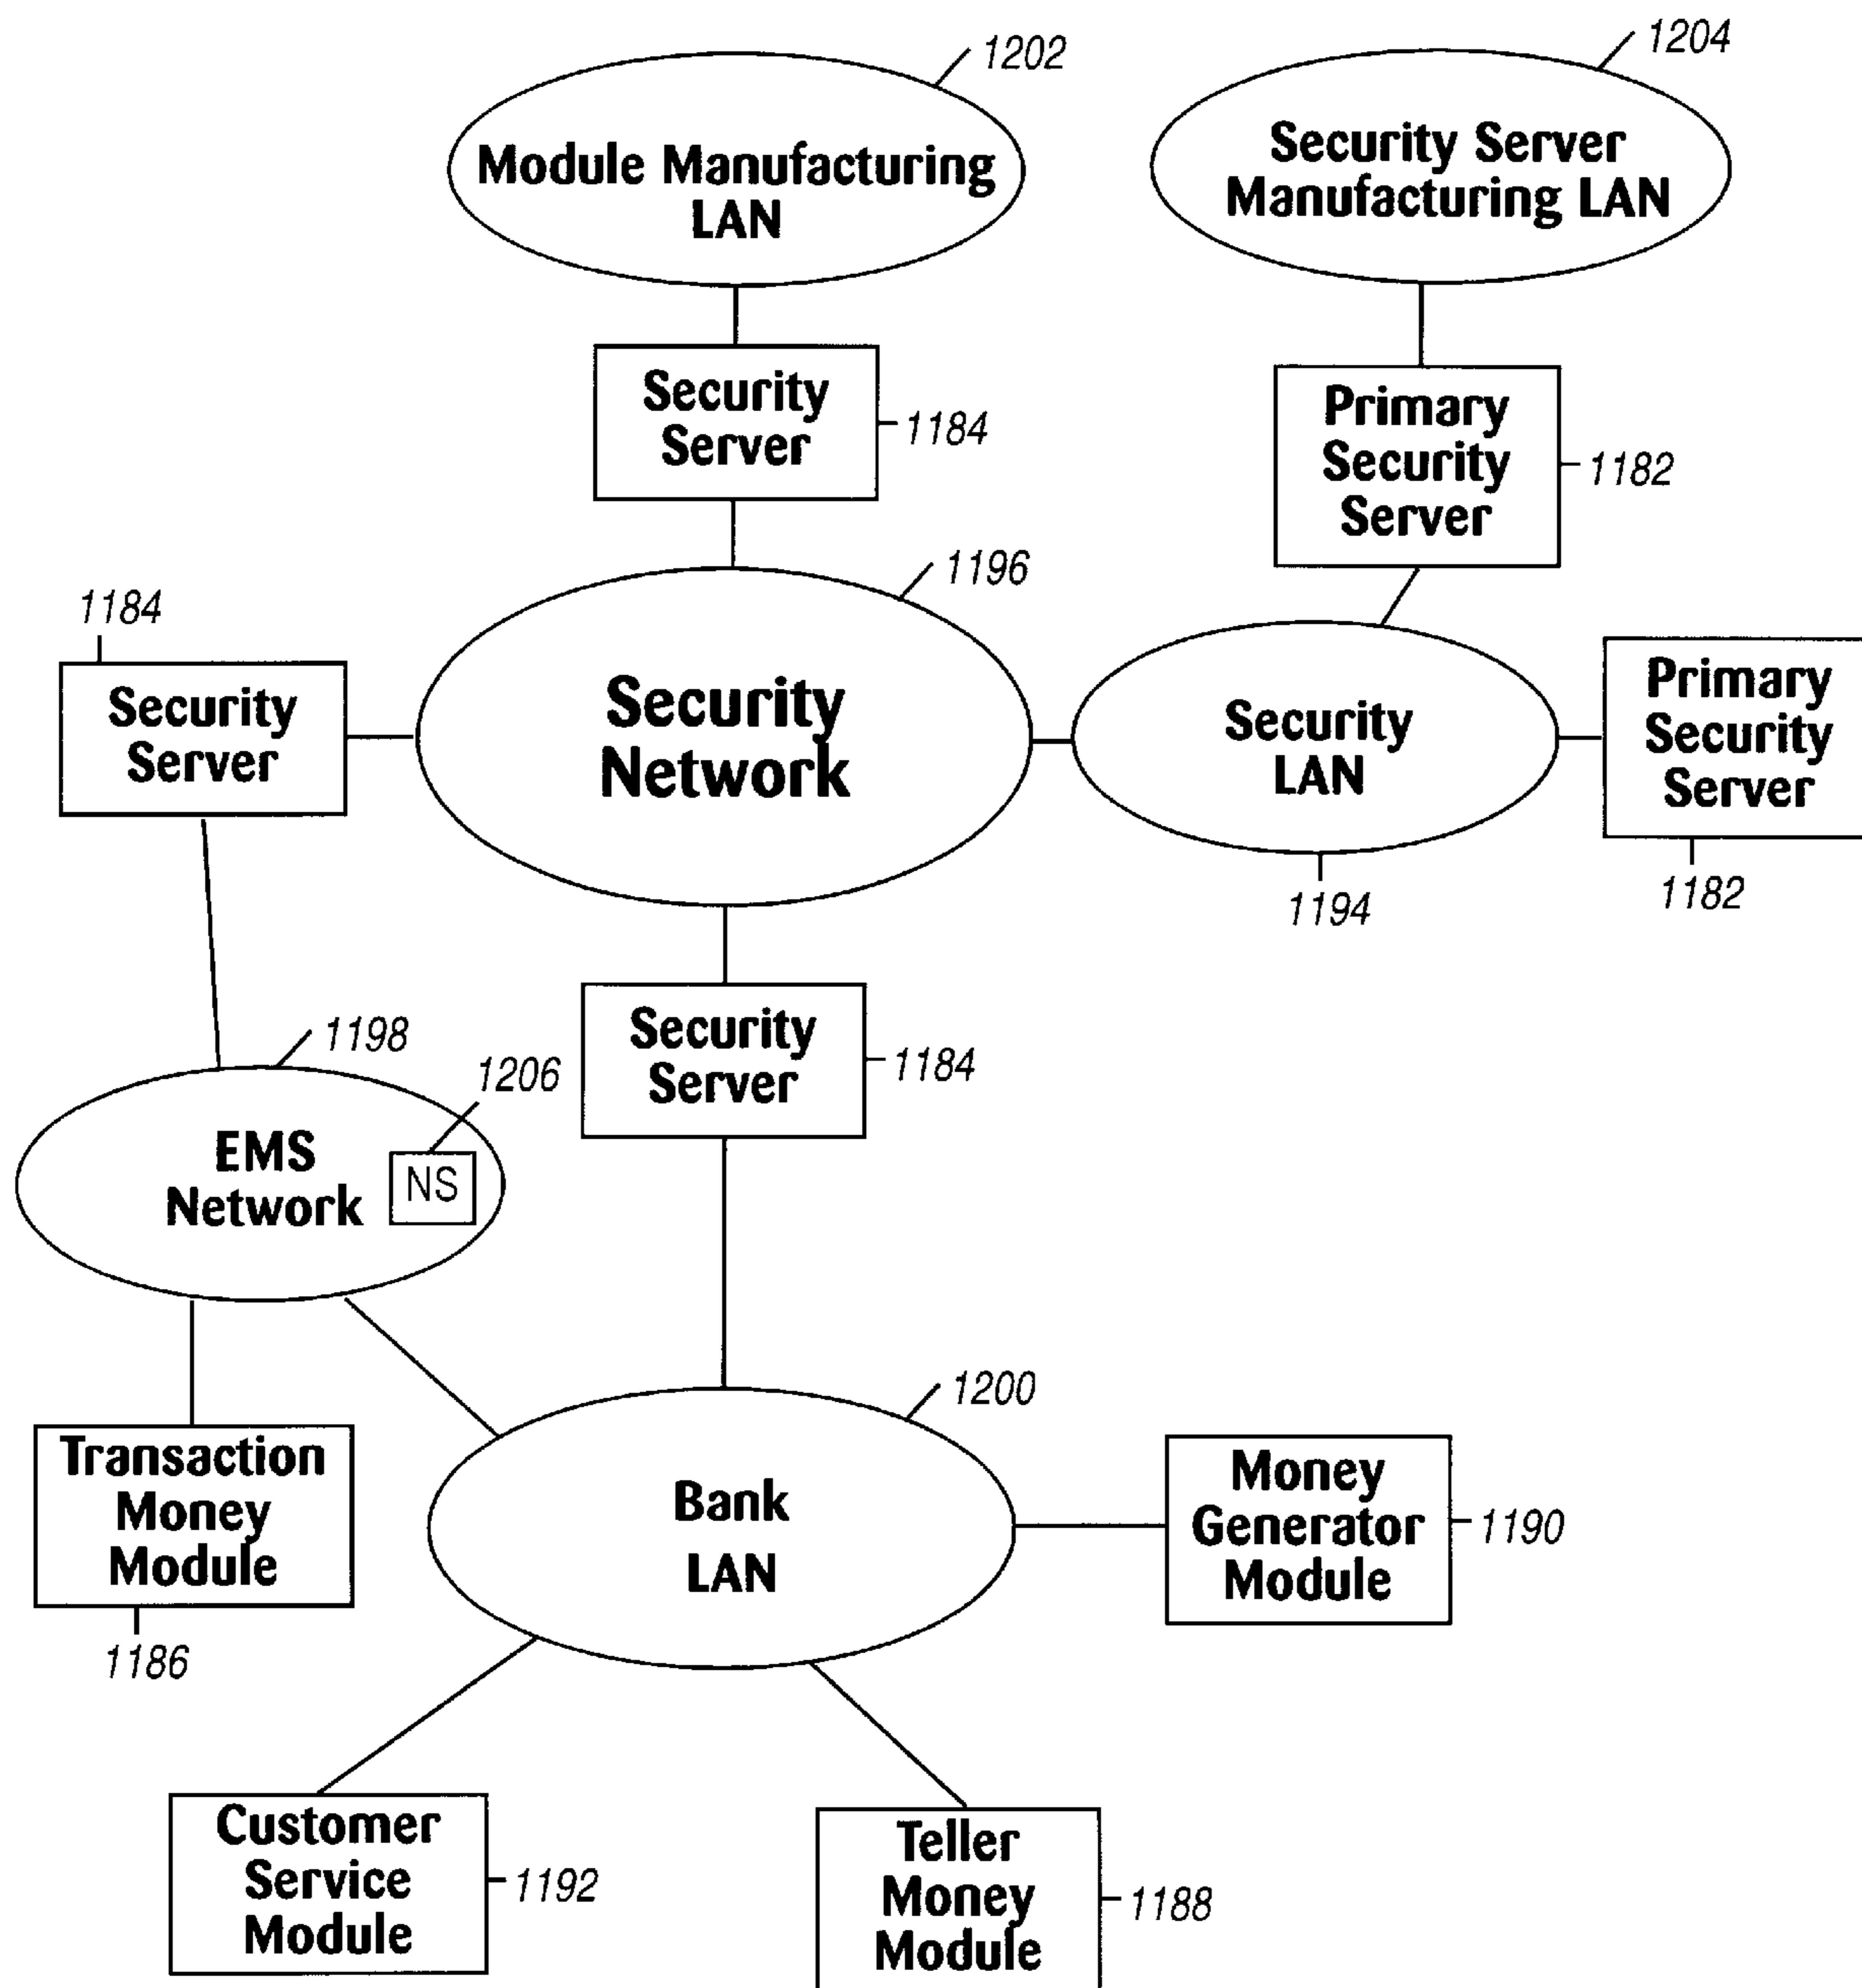 1202
Module Manufacturing
LAN
1204
Security Server
Manufacturing LAN
Security
Server
1184
Primary
Security
Server
1182
1184
Security
Server
1196
Security
Network
Security
LAN
1194
Primary
Security
Server
1182
Security
Server
1184
1198
1206
EMS
Network
NS
1200
Transaction
Money
Module
1186
Bank
LAN
Money
Generator
Module
1190
Customer
Service
Module
1192
Teller
Money
Module
1188